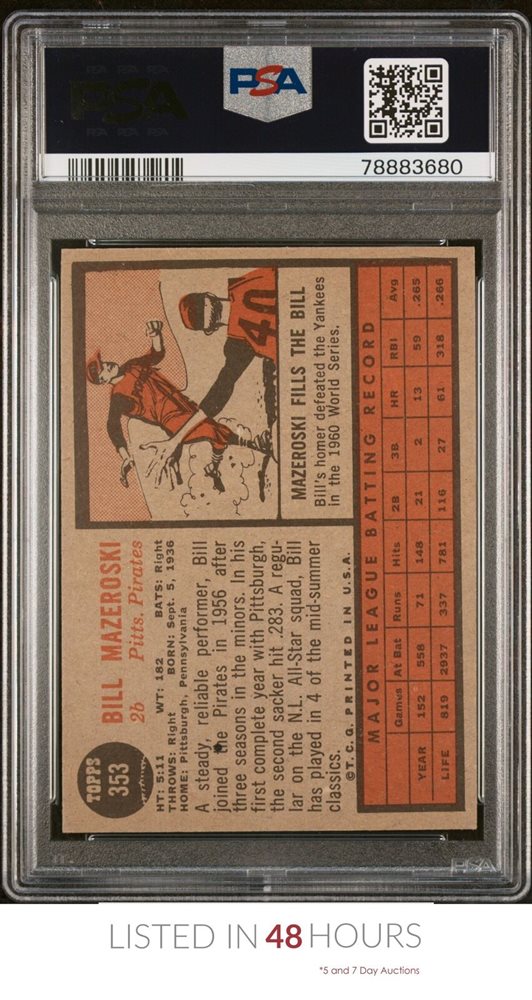 PSA
PSA
78883680
TOPPS
353
BILL MAZEROSKI
2b Pitts. Pirates
HT: 5:11 WT: 182 BATS: Right
THROWS: Right BORN: Sept. 5, 1936
HOME: Pittsburgh, Pennsylvania
A steady, reliable performer, Bill
joined the Pirates in 1956 after
three seasons in the minors. In his
first complete year with Pittsburgh,
the second sacker hit .283. A regu-
lar on the N.L. All-Star squad, Bill
has played in 4 of the mid-summer
classics.
©T.C.G. PRINTED IN U.S.A.
40
MAZEROSKI FILLS THE BILL
Bill's homer defeated the Yankees
in the 1960 World Series.
MAJOR LEAGUE BATTING RECORD
Games At Bat Runs Hits 2B 3B HR RBI Avg
YEAR 152 558 71 148 21 2 13 59 .265
LIFE 819 2937 337 781 116 27 61 318 .266
PSA
LISTED IN 48 HOURS
*5 and 7 Day Auctions